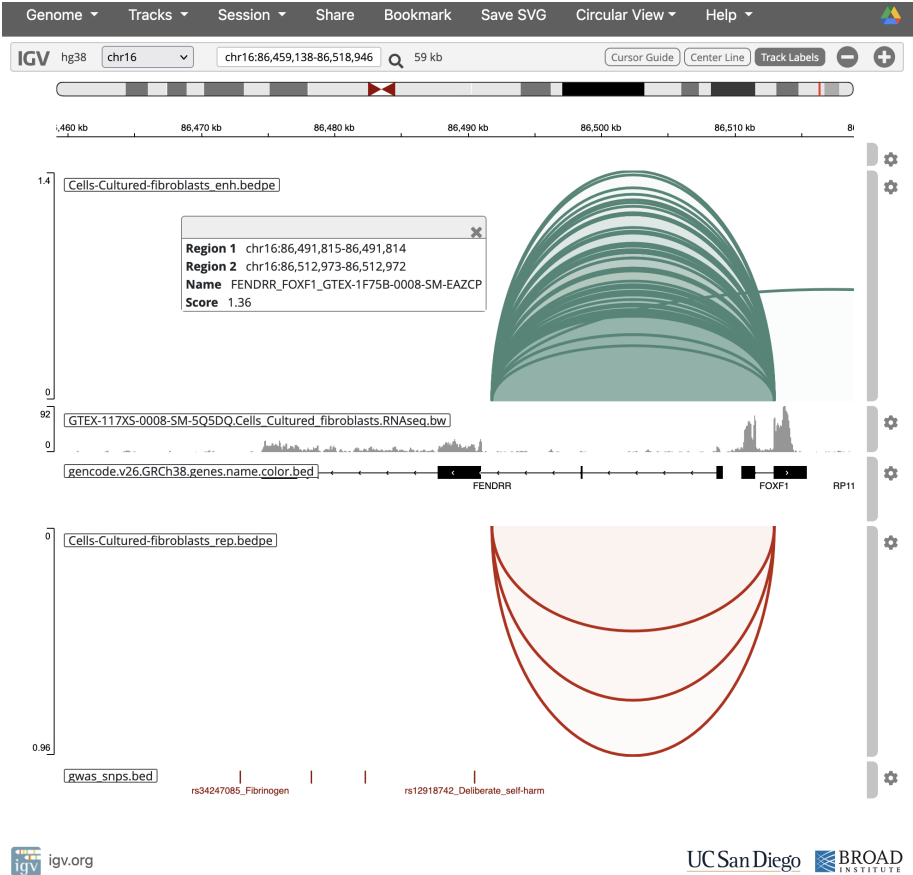 Genome Tracks Session Share Bookmark Save SVG Circular View Help
IGV hg38 chr16 chr16:86,459,138-86,518,946 59 kb Cursor Guide Center Line Track Labels
,460 kb 86,470 kb 86,480 kb 86,490 kb 86,500 kb 86,510 kb 8
1.4
Cells-Cultured-fibroblasts_enh.bedpe
Region 1 chr16:86,491,815-86,491,814
Region 2 chr16:86,512,973-86,512,972
Name FENDRR_FOXF1_GTEX-1F75B-0008-SM-EAZCP
Score 1.36
0
92
GTEX-117XS-0008-SM-5Q5DQ.Cells_Cultured_fibroblasts.RNAseq.bw
0
gencode.v26.GRCh38.genes.name.color.bed
FENDRR FOXF1 RP11
0
Cells-Cultured-fibroblasts_rep.bedpe
0.96
gwas_snps.bed
rs34247085_Fibrinogen rs12918742_Deliberate_self-harm
igv igv.org UC San Diego BROAD
INSTITUTE